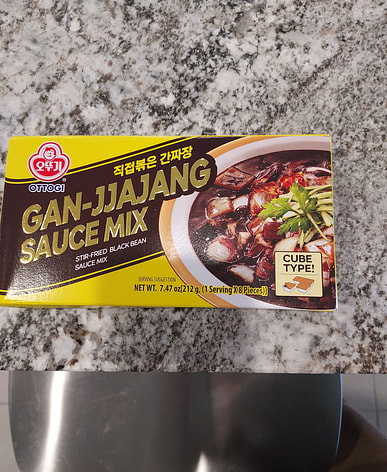 오뚜기
OTTOGI
직접볶은 간짜장
GAN-JJAJANG
SAUCE MIX
STIR-FRIED BLACK BEAN
SAUCE MIX
CUBE
TYPE!
SERVING SUGGESTION
NET WT. 7.47 oz(212 g, (1 Serving X 8 Pieces))